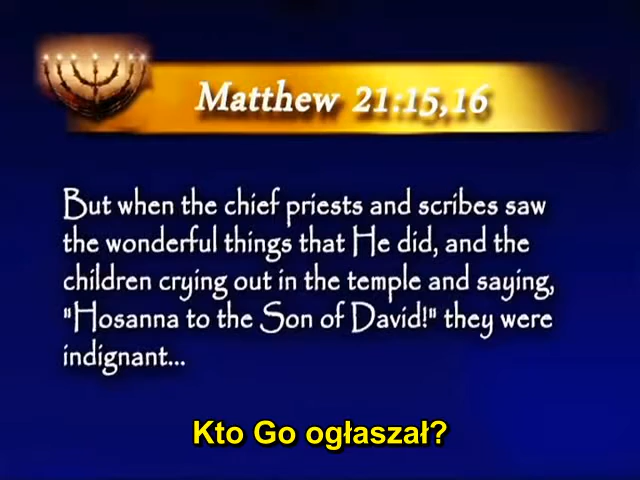 Matthew 21:15,16
But when the chief priests and scribes saw
the wonderful things that He did, and the
children crying out in the temple and saying,
"Hosanna to the Son of David!" they were
indignant...
Kto Go ogłaszał?